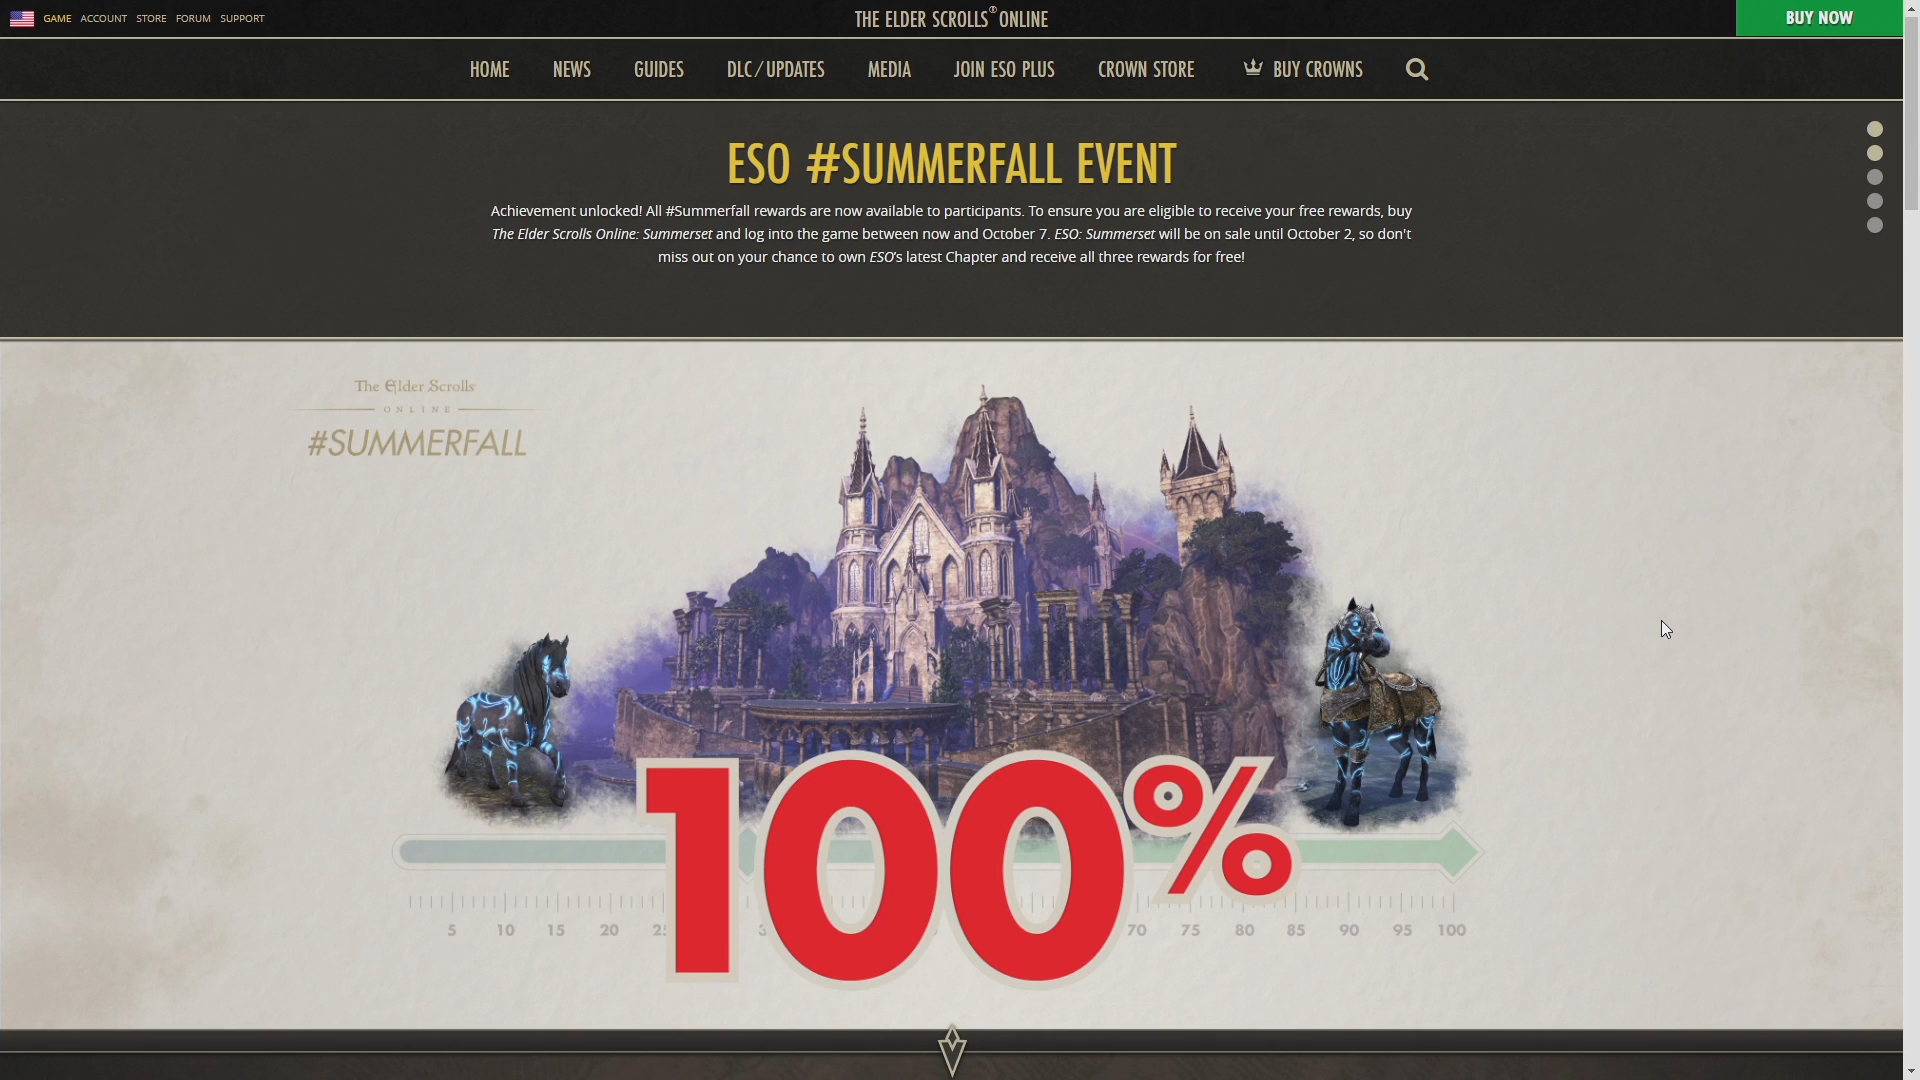 GAME ACCOUNT STORE FORUM SUPPORT
THE ELDER SCROLLS® ONLINE
BUY NOW
HOME NEWS GUIDES DLC/UPDATES MEDIA JOIN ESO PLUS CROWN STORE BUY CROWNS
ESO #SUMMERFALL EVENT
Achievement unlocked! All #Summerfall rewards are now available to participants. To ensure you are eligible to receive your free rewards, buy
The Elder Scrolls Online: Summerset and log into the game between now and October 7. ESO: Summerset will be on sale until October 2, so don't
miss out on your chance to own ESO's latest Chapter and receive all three rewards for free!
The Elder Scrolls
ONLINE
#SUMMERFALL
100%
5 10 15 20 70 75 80 85 90 95 100